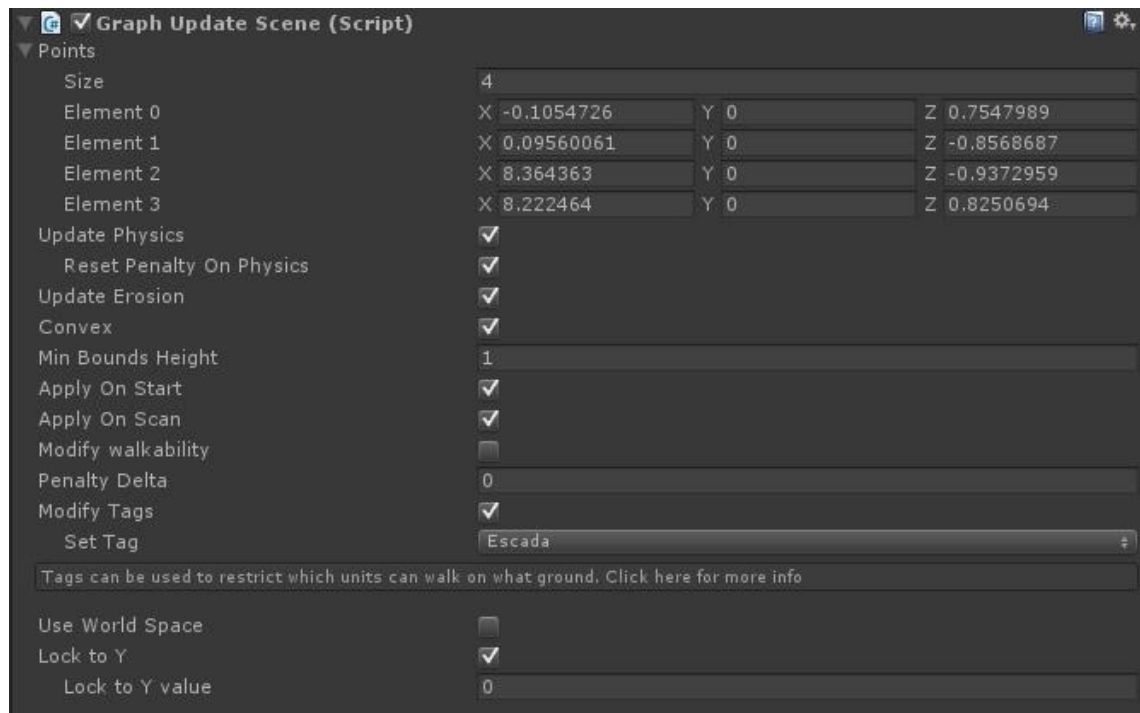 Graph Update Scene (Script)
Points
Size 4
Element 0 X -0.1054726 Y 0 Z 0.7547989
Element 1 X 0.09560061 Y 0 Z -0.8568687
Element 2 X 8.364363 Y 0 Z -0.9372959
Element 3 X 8.222464 Y 0 Z 0.8250694
Update Physics
Reset Penalty On Physics
Update Erosion
Convex
Min Bounds Height 1
Apply On Start
Apply On Scan
Modify walkability
Penalty Delta 0
Modify Tags
Set Tag Escada
Tags can be used to restrict which units can walk on what ground. Click here for more info
Use World Space
Lock to Y
Lock to Y value 0